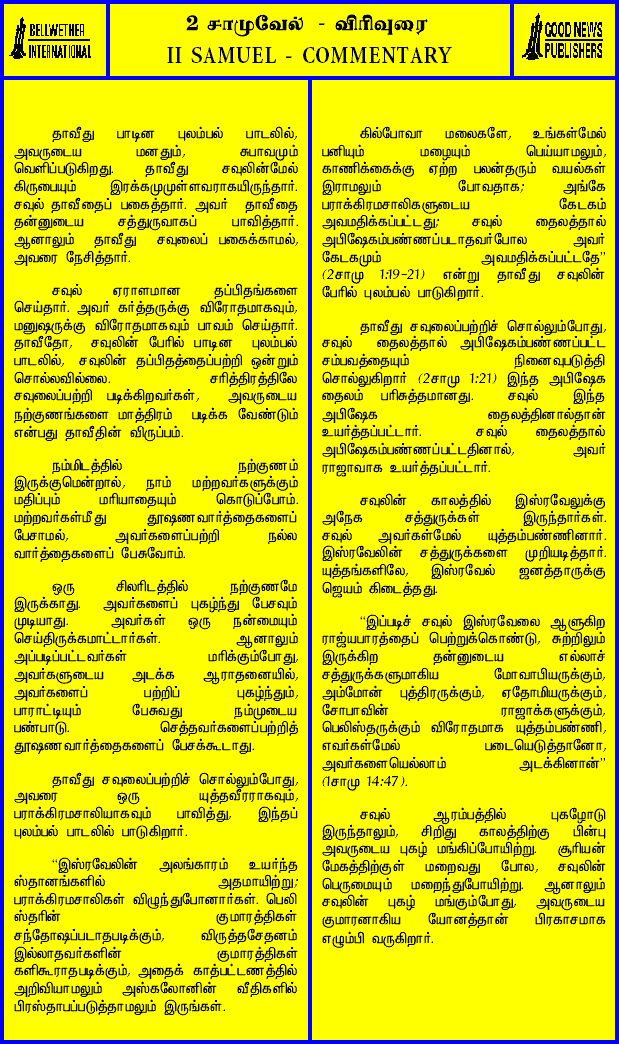 BELLWETHER
INTERNATIONAL
2 சாமுவேல் - விரிவுரை
II SAMUEL - COMMENTARY
GOOD NEWS
PUBLISHERS
தாவீது பாடின புலம்பல் பாடலில்,
அவருடைய மனதும், சுபாவமும்
வெளிப்படுகிறது. தாவீது சவுலின்மேல்
கிருபையும் இரக்கமுமுள்ளவராகயிருந்தார்.
சவுல் தாவீதைப் பகைத்தார். அவர் தாவீதை
தன்னுடைய சத்துருவாகப் பாவித்தார்.
ஆனாலும் தாவீது சவுலைப் பகைக்காமல்,
அவரை நேசித்தார்.
சவுல் ஏராளமான தப்பிதங்களை
செய்தார். அவர் கர்த்தருக்கு விரோதமாகவும்,
மனுஷருக்கு விரோதமாகவும் பாவம் செய்தார்.
தாவீதோ, சவுலின் பேரில் பாடின புலம்பல்
பாடலில், சவுலின் தப்பிதத்தைப்பற்றி ஒன்றும்
சொல்லவில்லை. சரித்திரத்திலே
சவுலைப்பற்றி படிக்கிறவர்கள், அவருடைய
நற்குணங்களை மாத்திரம் படிக்க வேண்டும்
என்பது தாவீதின் விருப்பம்.
நம்மிடத்தில் நற்குணம்
இருக்குமென்றால், நாம் மற்றவர்களுக்கும்
மதிப்பும் மரியாதையும் கொடுப்போம்.
மற்றவர்கள்மீது தூஷணவார்த்தைகளைப்
பேசாமல், அவர்களைப்பற்றி நல்ல
வார்த்தைகளைப் பேசுவோம்.
ஒரு சிலரிடத்தில் நற்குணமே
இருக்காது. அவர்களைப் புகழ்ந்து பேசவும்
முடியாது. அவர்கள் ஒரு நன்மையும்
செய்திருக்கமாட்டார்கள். ஆனாலும்
அப்படிப்பட்டவர்கள் மரிக்கும்போது,
அவர்களுடைய அடக்க ஆராதனையில்,
அவர்களைப் பற்றிப் புகழ்ந்தும்,
பாராட்டியும் பேசுவது நம்முடைய
பண்பாடு. செத்தவர்களைப்பற்றித்
தூஷணவார்த்தைகளைப் பேசக்கூடாது.
தாவீது சவுலைப்பற்றிச் சொல்லும்போது,
அவரை ஒரு யுத்தவீரராகவும்,
பராக்கிரமசாலியாகவும் பாவித்து, இந்தப்
புலம்பல் பாடலில் பாடுகிறார்.
“இஸ்ரவேலின் அலங்காரம் உயர்ந்த
ஸ்தானங்களில் அதமாயிற்று;
பராக்கிரமசாலிகள் விழுந்துபோனார்கள். பெலி
ஸ்தரின் குமாரத்திகள்
சந்தோஷப்படாதபடிக்கும், விருத்தசேதனம்
இல்லாதவர்களின் குமாரத்திகள்
களிகூராதபடிக்கும், அதைக் காத்பட்டணத்தில்
அறிவியாமலும் அஸ்கலோனின் வீதிகளில்
பிரஸ்தாபப்படுத்தாமலும் இருங்கள்.
கில்போவா மலைகளே, உங்கள்மேல்
பனியும் மழையும் பெய்யாமலும்,
காணிக்கைக்கு ஏற்ற பலன்தரும் வயல்கள்
இராமலும் போவதாக; அங்கே
பராக்கிரமசாலிகளுடைய கேடகம்
அவமதிக்கப்பட்டது; சவுல் தைலத்தால்
அபிஷேகம்பண்ணப்படாதவர்போல அவர்
கேடகமும் அவமதிக்கப்பட்டதே”
(2சாமு 1:19-21) என்று தாவீது சவுலின்
பேரில் புலம்பல் பாடுகிறார்.
தாவீது சவுலைப்பற்றிச் சொல்லும்போது,
சவுல் தைலத்தால் அபிஷேகம்பண்ணப்பட்ட
சம்பவத்தையும் நினைவுபடுத்தி
சொல்லுகிறார் (2சாமு 1:21) இந்த அபிஷேக
தைலம் பரிசுத்தமானது. சவுல் இந்த
அபிஷேக தைலத்தினால்தான்
உயர்த்தப்பட்டார். சவுல் தைலத்தால்
அபிஷேகம்பண்ணப்பட்டதினால், அவர்
ராஜாவாக உயர்த்தப்பட்டார்.
சவுலின் காலத்தில் இஸ்ரவேலுக்கு
அநேக சத்துருக்கள் இருந்தார்கள்.
சவுல் அவர்கள்மேல் யுத்தம்பண்ணினார்.
இஸ்ரவேலின் சத்துருக்களை முறியடித்தார்.
யுத்தங்களிலே, இஸ்ரவேல் ஜனத்தாருக்கு
ஜெயம் கிடைத்தது.
“இப்படிச் சவுல் இஸ்ரவேலை ஆளுகிற
ராஜ்யபாரத்தைப் பெற்றுக்கொண்டு, சுற்றிலும்
இருக்கிற தன்னுடைய எல்லாச்
சத்துருக்களுமாகிய மோவாபியருக்கும்,
அம்மோன் புத்திரருக்கும், ஏதோமியருக்கும்,
சோபாவின் ராஜாக்களுக்கும்,
பெலிஸ்தருக்கும் விரோதமாக யுத்தம்பண்ணி,
எவர்கள்மேல் படையெடுத்தானோ,
அவர்களையெல்லாம் அடக்கினான்”
(1சாமு 14:47).
சவுல் ஆரம்பத்தில் புகழோடு
இருந்தாலும், சிறிது காலத்திற்கு பின்பு
அவருடைய புகழ் மங்கிப்போயிற்று. சூரியன்
மேகத்திற்குள் மறைவது போல, சவுலின்
பெருமையும் மறைந்துபோயிற்று. ஆனாலும்
சவுலின் புகழ் மங்கும்போது, அவருடைய
குமாரனாகிய யோனத்தான் பிரகாசமாக
எழும்பி வருகிறார்.